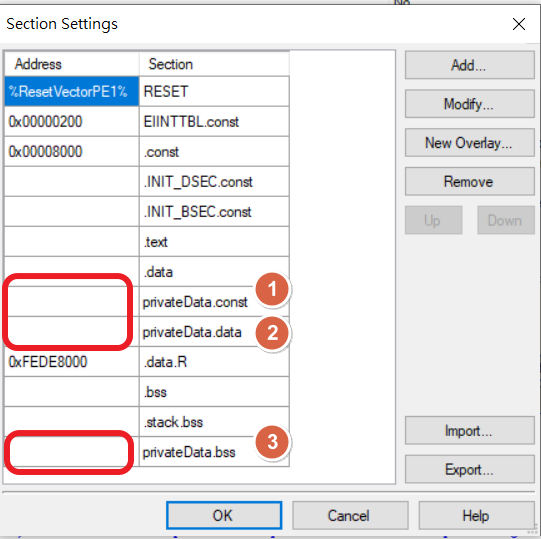 Section Settings
Address Section
%ResetVectorPE1% RESET
0x00000200 EIINTTBL.const
0x00008000 .const
.INIT_DSEC.const
.INIT_BSEC.const
.text
.data
privateData.const 1
privateData.data 2
0xFEDE8000 .data.R
.bss
.stack.bss
privateData.bss 3
Add...
Modify...
New Overlay...
Remove
Up Down
Import...
Export...
OK Cancel Help